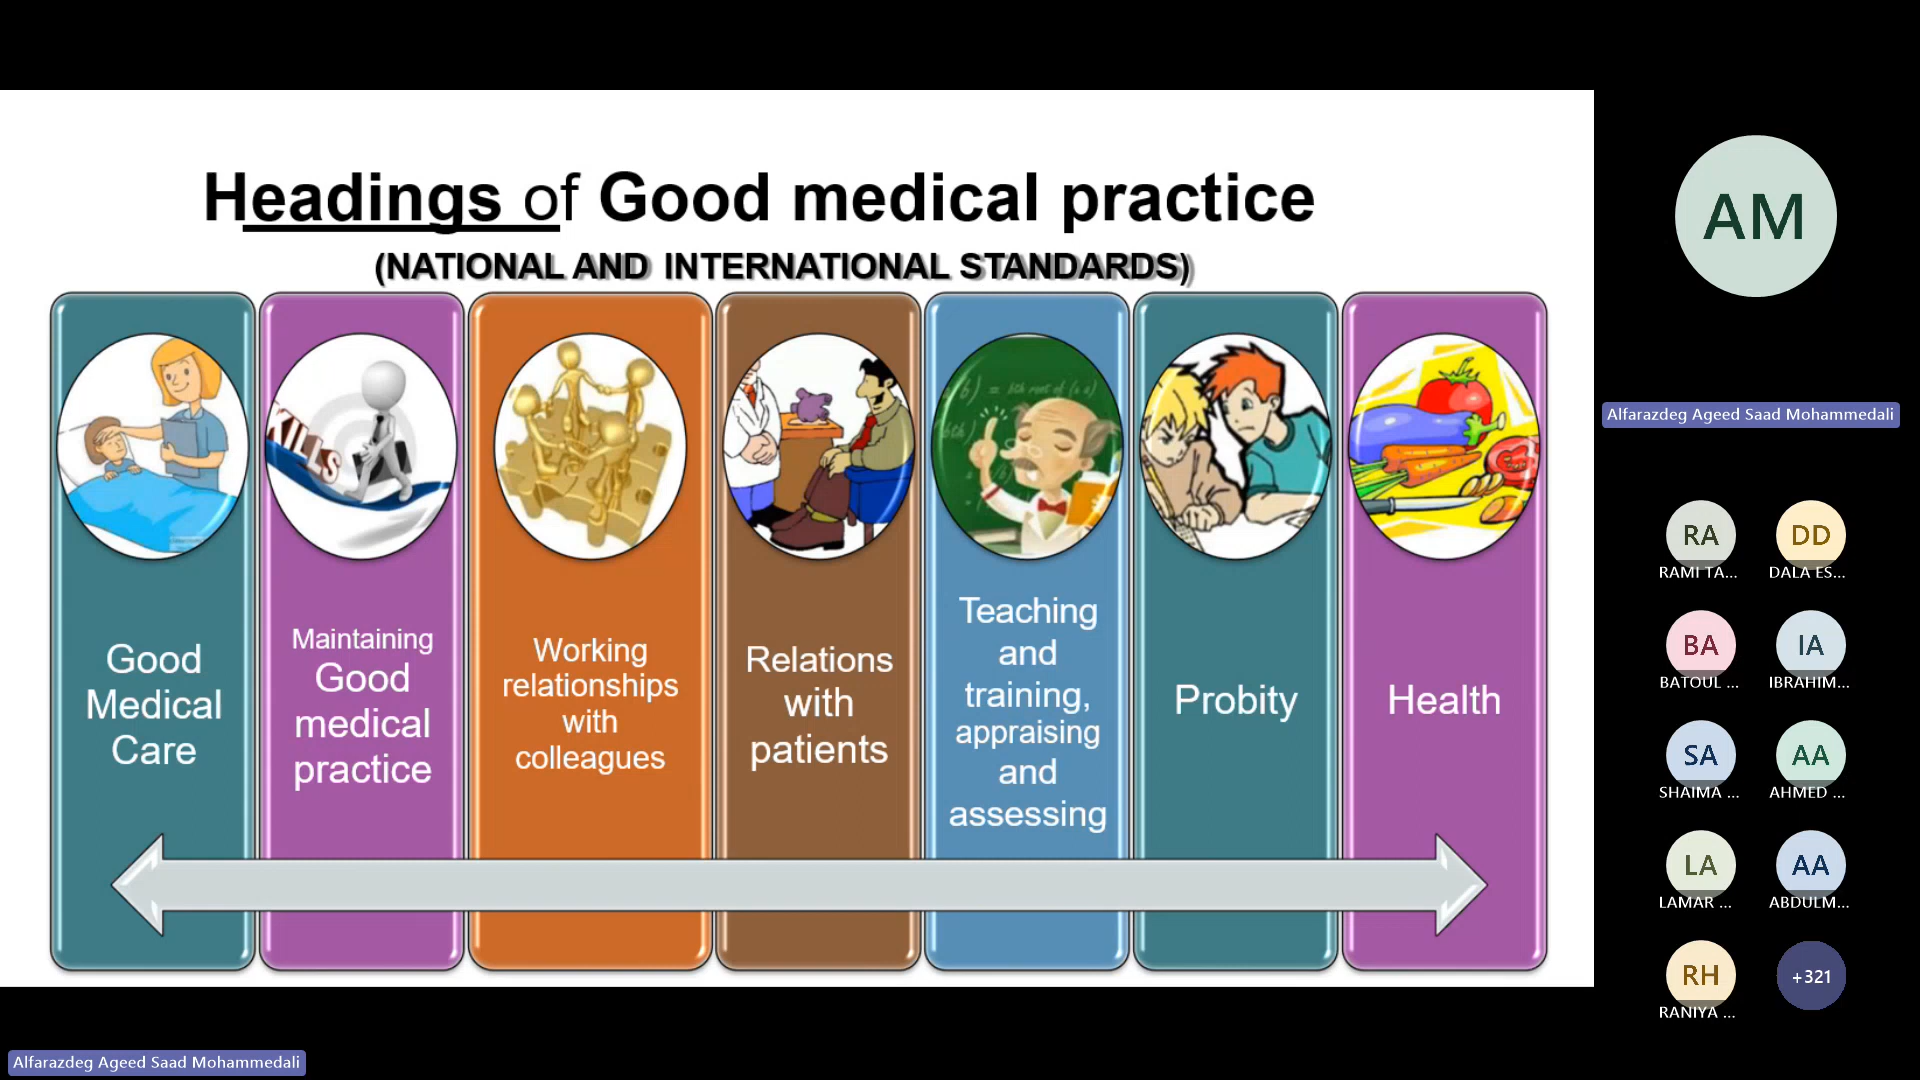 Headings of Good medical practice
(NATIONAL AND INTERNATIONAL STANDARDS)
KILLS
Good
Medical
Care
Maintaining
Good
medical
practice
Working
relationships
with
colleagues
Relations
with
patients
Teaching
and
training,
appraising
and
assessing
Probity
Health
AM
Alfarazdeg Ageed Saad Mohammedali
RA
RAMI TA...
DD
DALA ES...
BA
BATOUL ...
IA
IBRAHIM...
SA
SHAIMA ...
AA
AHMED ...
LA
LAMAR ...
AA
ABDULM...
RH
RANIYA ...
+321
Alfarazdeg Ageed Saad Mohammedali